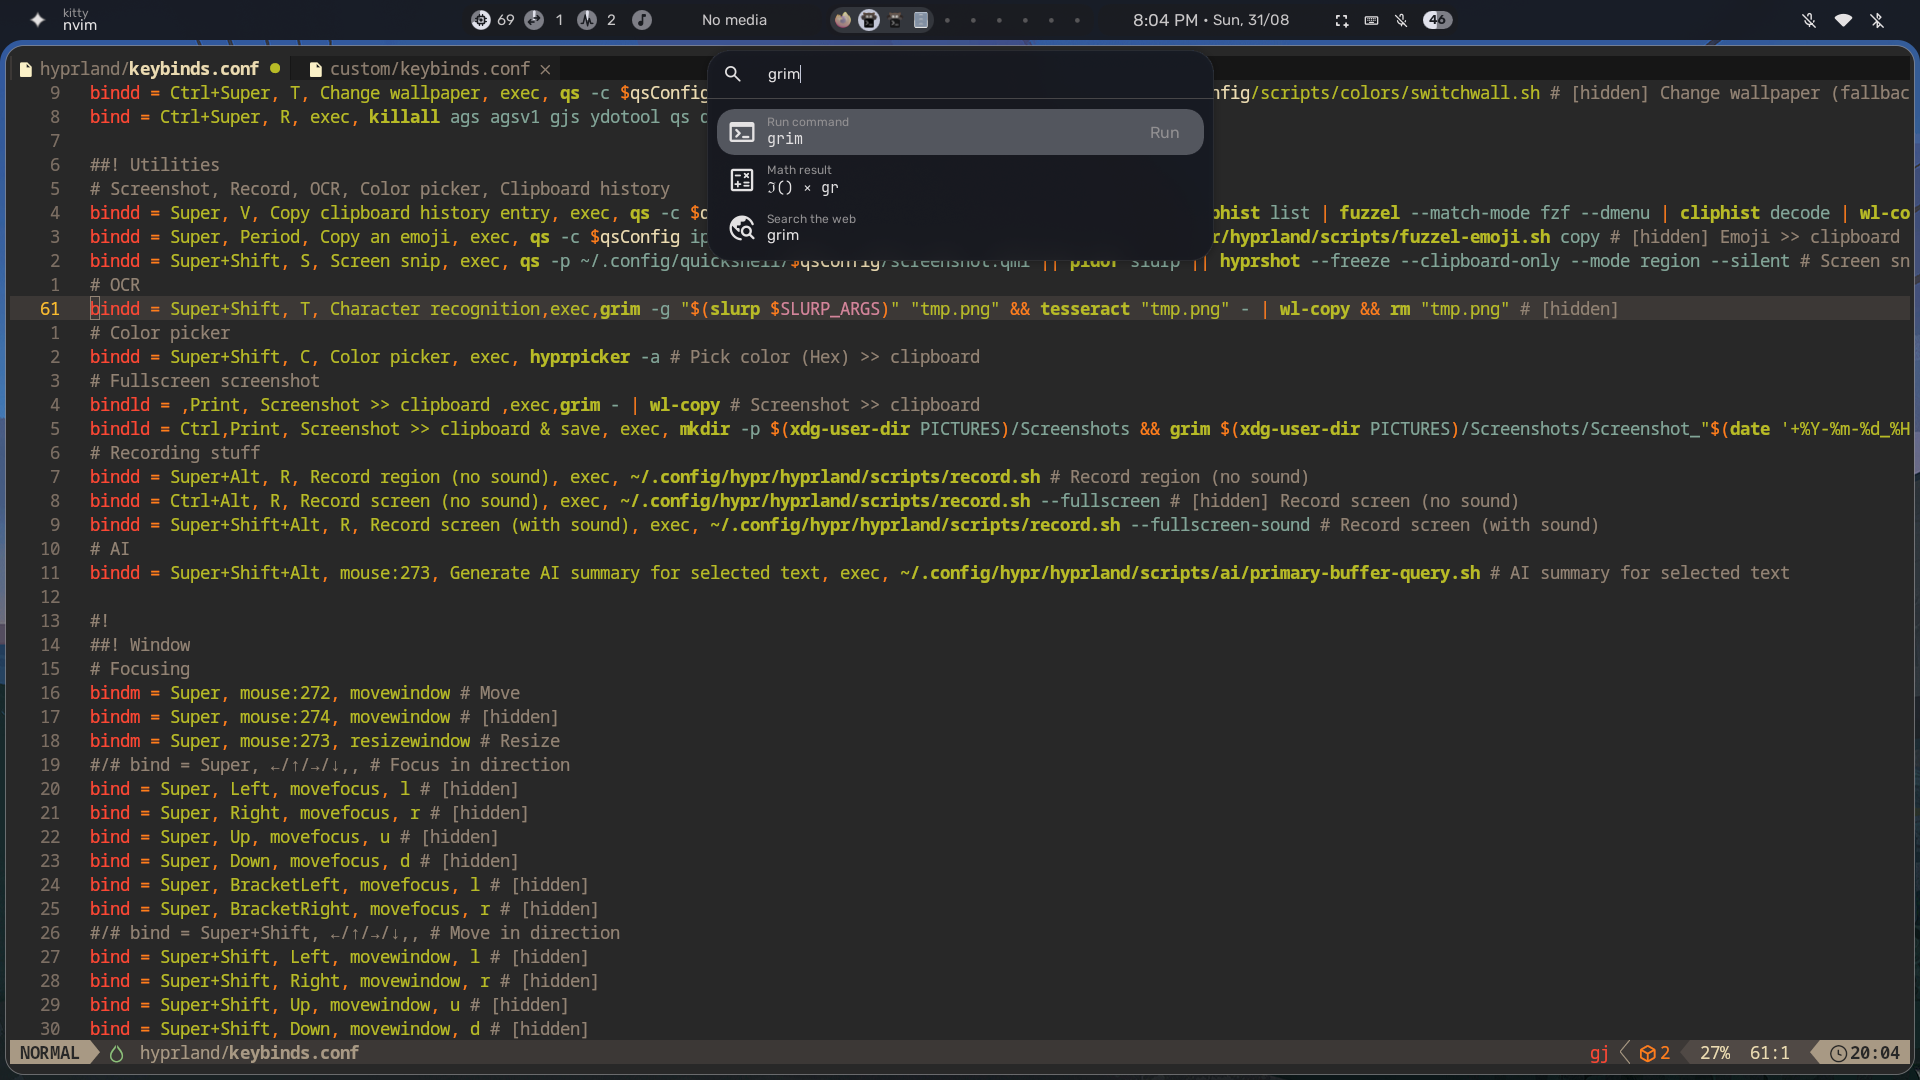 kitty
nvim
69 1 2
No media
8:04 PM • Sun, 31/08
46
hyprland/keybinds.conf ● custom/keybinds.conf ×
grim
Run command
grim
Run
Math result
ℑ() × gr
Search the web
grim
9 bindd = Ctrl+Super, T, Change wallpaper, exec, qs -c $qsConfig nfig/scripts/colors/switchwall.sh # [hidden] Change wallpaper (fallbac
8 bind = Ctrl+Super, R, exec, killall ags agsv1 gjs ydotool qs
7
6 ##! Utilities
5 # Screenshot, Record, OCR, Color picker, Clipboard history
4 bindd = Super, V, Copy clipboard history entry, exec, qs -c $q phist list | fuzzel --match-mode fzf --dmenu | cliphist decode | wl-co
3 bindd = Super, Period, Copy an emoji, exec, qs -c $qsConfig ip r/hyprland/scripts/fuzzel-emoji.sh copy # [hidden] Emoji >> clipboard
2 bindd = Super+Shift, S, Screen snip, exec, qs -p ~/.config/quickshell/$qsConfig/screenshot.qml || pidof slurp || hyprshot --freeze --clipboard-only --mode region --silent # Screen sn
1 # OCR
61 bindd = Super+Shift, T, Character recognition,exec,grim -g "$(slurp $SLURP_ARGS)" "tmp.png" && tesseract "tmp.png" - | wl-copy && rm "tmp.png" # [hidden]
1 # Color picker
2 bindd = Super+Shift, C, Color picker, exec, hyprpicker -a # Pick color (Hex) >> clipboard
3 # Fullscreen screenshot
4 bindld = ,Print, Screenshot >> clipboard ,exec,grim - | wl-copy # Screenshot >> clipboard
5 bindld = Ctrl,Print, Screenshot >> clipboard & save, exec, mkdir -p $(xdg-user-dir PICTURES)/Screenshots && grim $(xdg-user-dir PICTURES)/Screenshots/Screenshot_"$(date '+%Y-%m-%d_%H
6 # Recording stuff
7 bindd = Super+Alt, R, Record region (no sound), exec, ~/.config/hypr/hyprland/scripts/record.sh # Record region (no sound)
8 bindd = Ctrl+Alt, R, Record screen (no sound), exec, ~/.config/hypr/hyprland/scripts/record.sh --fullscreen # [hidden] Record screen (no sound)
9 bindd = Super+Shift+Alt, R, Record screen (with sound), exec, ~/.config/hypr/hyprland/scripts/record.sh --fullscreen-sound # Record screen (with sound)
10 # AI
11 bindd = Super+Shift+Alt, mouse:273, Generate AI summary for selected text, exec, ~/.config/hypr/hyprland/scripts/ai/primary-buffer-query.sh # AI summary for selected text
12
13 #!
14 ##! Window
15 # Focusing
16 bindm = Super, mouse:272, movewindow # Move
17 bindm = Super, mouse:274, movewindow # [hidden]
18 bindm = Super, mouse:273, resizewindow # Resize
19 #/# bind = Super, ←/↑/→/↓,, # Focus in direction
20 bind = Super, Left, movefocus, l # [hidden]
21 bind = Super, Right, movefocus, r # [hidden]
22 bind = Super, Up, movefocus, u # [hidden]
23 bind = Super, Down, movefocus, d # [hidden]
24 bind = Super, BracketLeft, movefocus, l # [hidden]
25 bind = Super, BracketRight, movefocus, r # [hidden]
26 #/# bind = Super+Shift, ←/↑/→/↓,, # Move in direction
27 bind = Super+Shift, Left, movewindow, l # [hidden]
28 bind = Super+Shift, Right, movewindow, r # [hidden]
29 bind = Super+Shift, Up, movewindow, u # [hidden]
30 bind = Super+Shift, Down, movewindow, d # [hidden]
NORMAL hyprland/keybinds.conf gj 2 27% 61:1 20:04